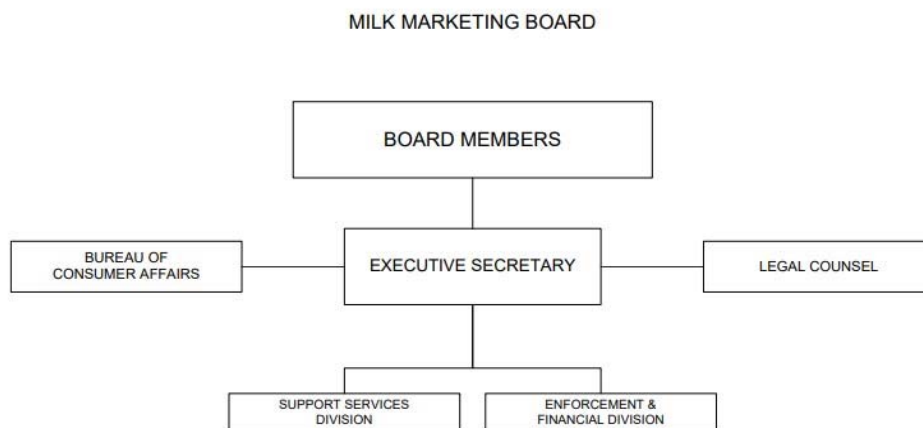 MILK MARKETING BOARD
BOARD MEMBERS
BUREAU OF
CONSUMER AFFAIRS
EXECUTIVE SECRETARY
LEGAL COUNSEL
SUPPORT SERVICES
DIVISION
ENFORCEMENT &
FINANCIAL DIVISION